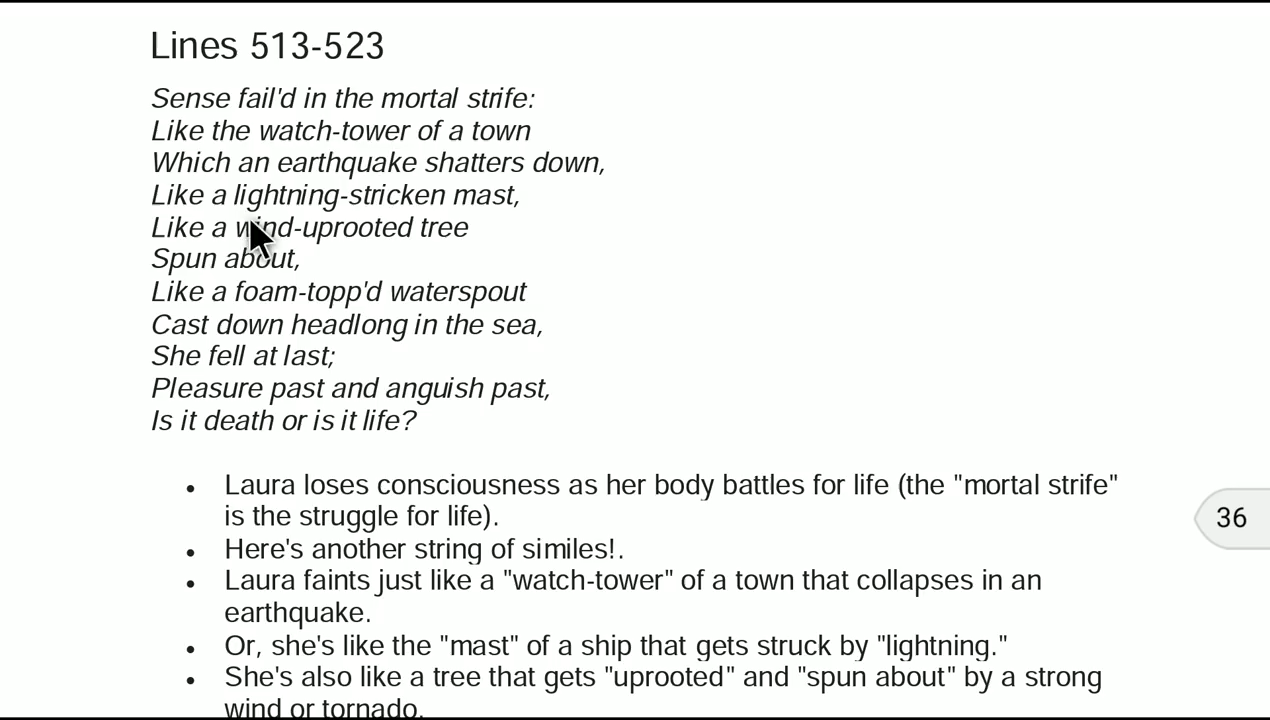 Lines 513-523
Sense fail'd in the mortal strife:
Like the watch-tower of a town
Which an earthquake shatters down,
Like a lightning-stricken mast,
Like a wind-uprooted tree
Spun about,
Like a foam-topp'd waterspout
Cast down headlong in the sea,
She fell at last;
Pleasure past and anguish past,
Is it death or is it life?
• Laura loses consciousness as her body battles for life (the "mortal strife"
is the struggle for life).
• Here's another string of similes!.
• Laura faints just like a "watch-tower" of a town that collapses in an
earthquake.
• Or, she's like the "mast" of a ship that gets struck by "lightning."
• She's also like a tree that gets "uprooted" and "spun about" by a strong
wind or tornado.
36